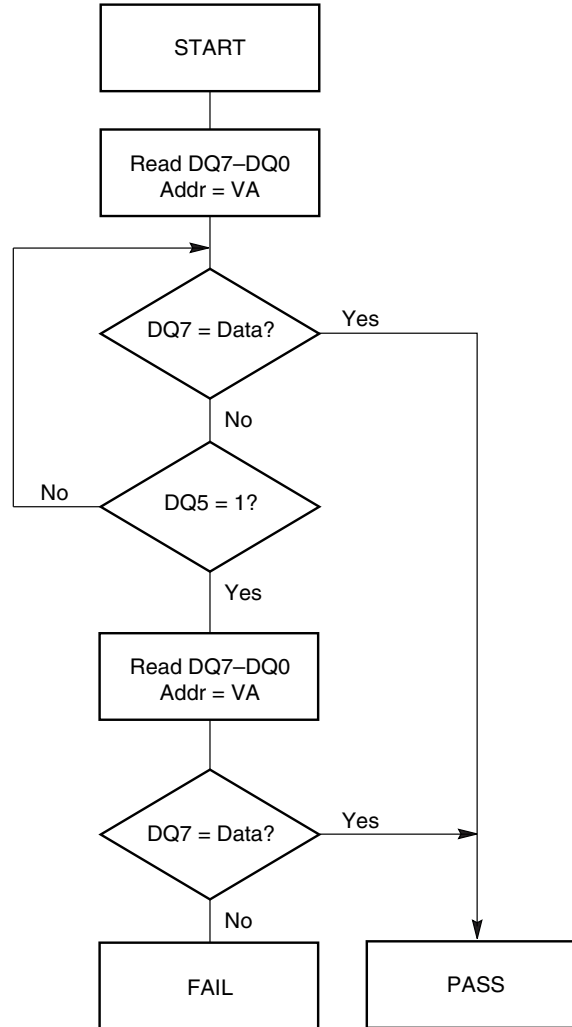 START
Read DQ7–DQ0
Addr = VA
DQ7 = Data?
Yes
No
DQ5 = 1?
No
Yes
Read DQ7–DQ0
Addr = VA
DQ7 = Data?
Yes
No
FAIL
PASS